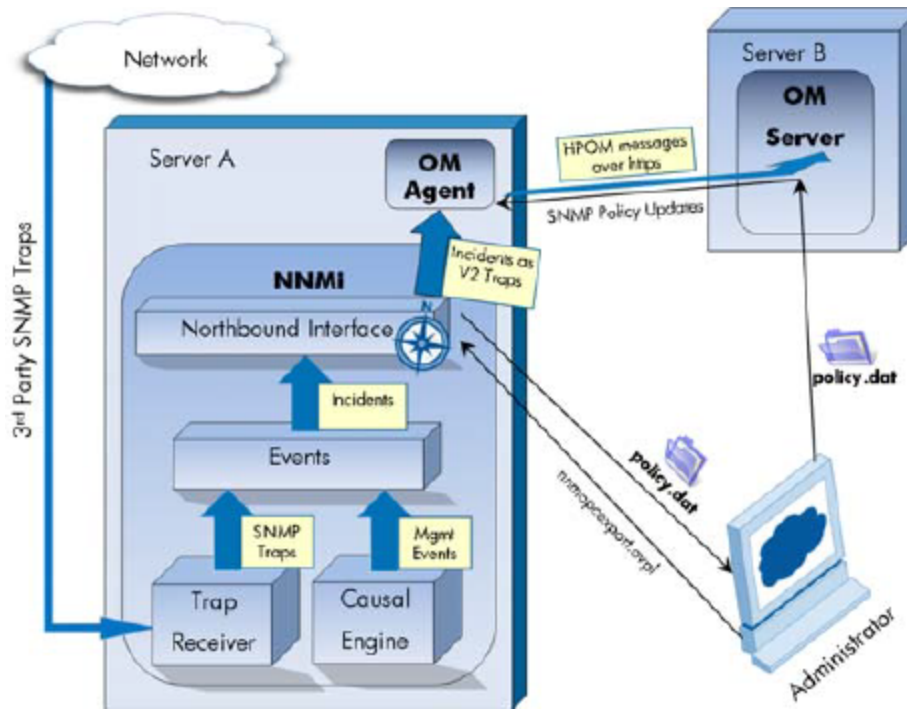 Network
Server B
OM
Server
Server A
OM
Agent
HPOM messages
over https
SNMP Policy Updates
3rd Party SNMP Traps
Incidents as
V2 Traps
NNMi
N
Northbound Interface
policy.dat
Incidents
Events
policy.dat
nnmopcexport.ovpl
SNMP
Traps
Mgmt
Events
Trap
Receiver
Causal
Engine
Administrator